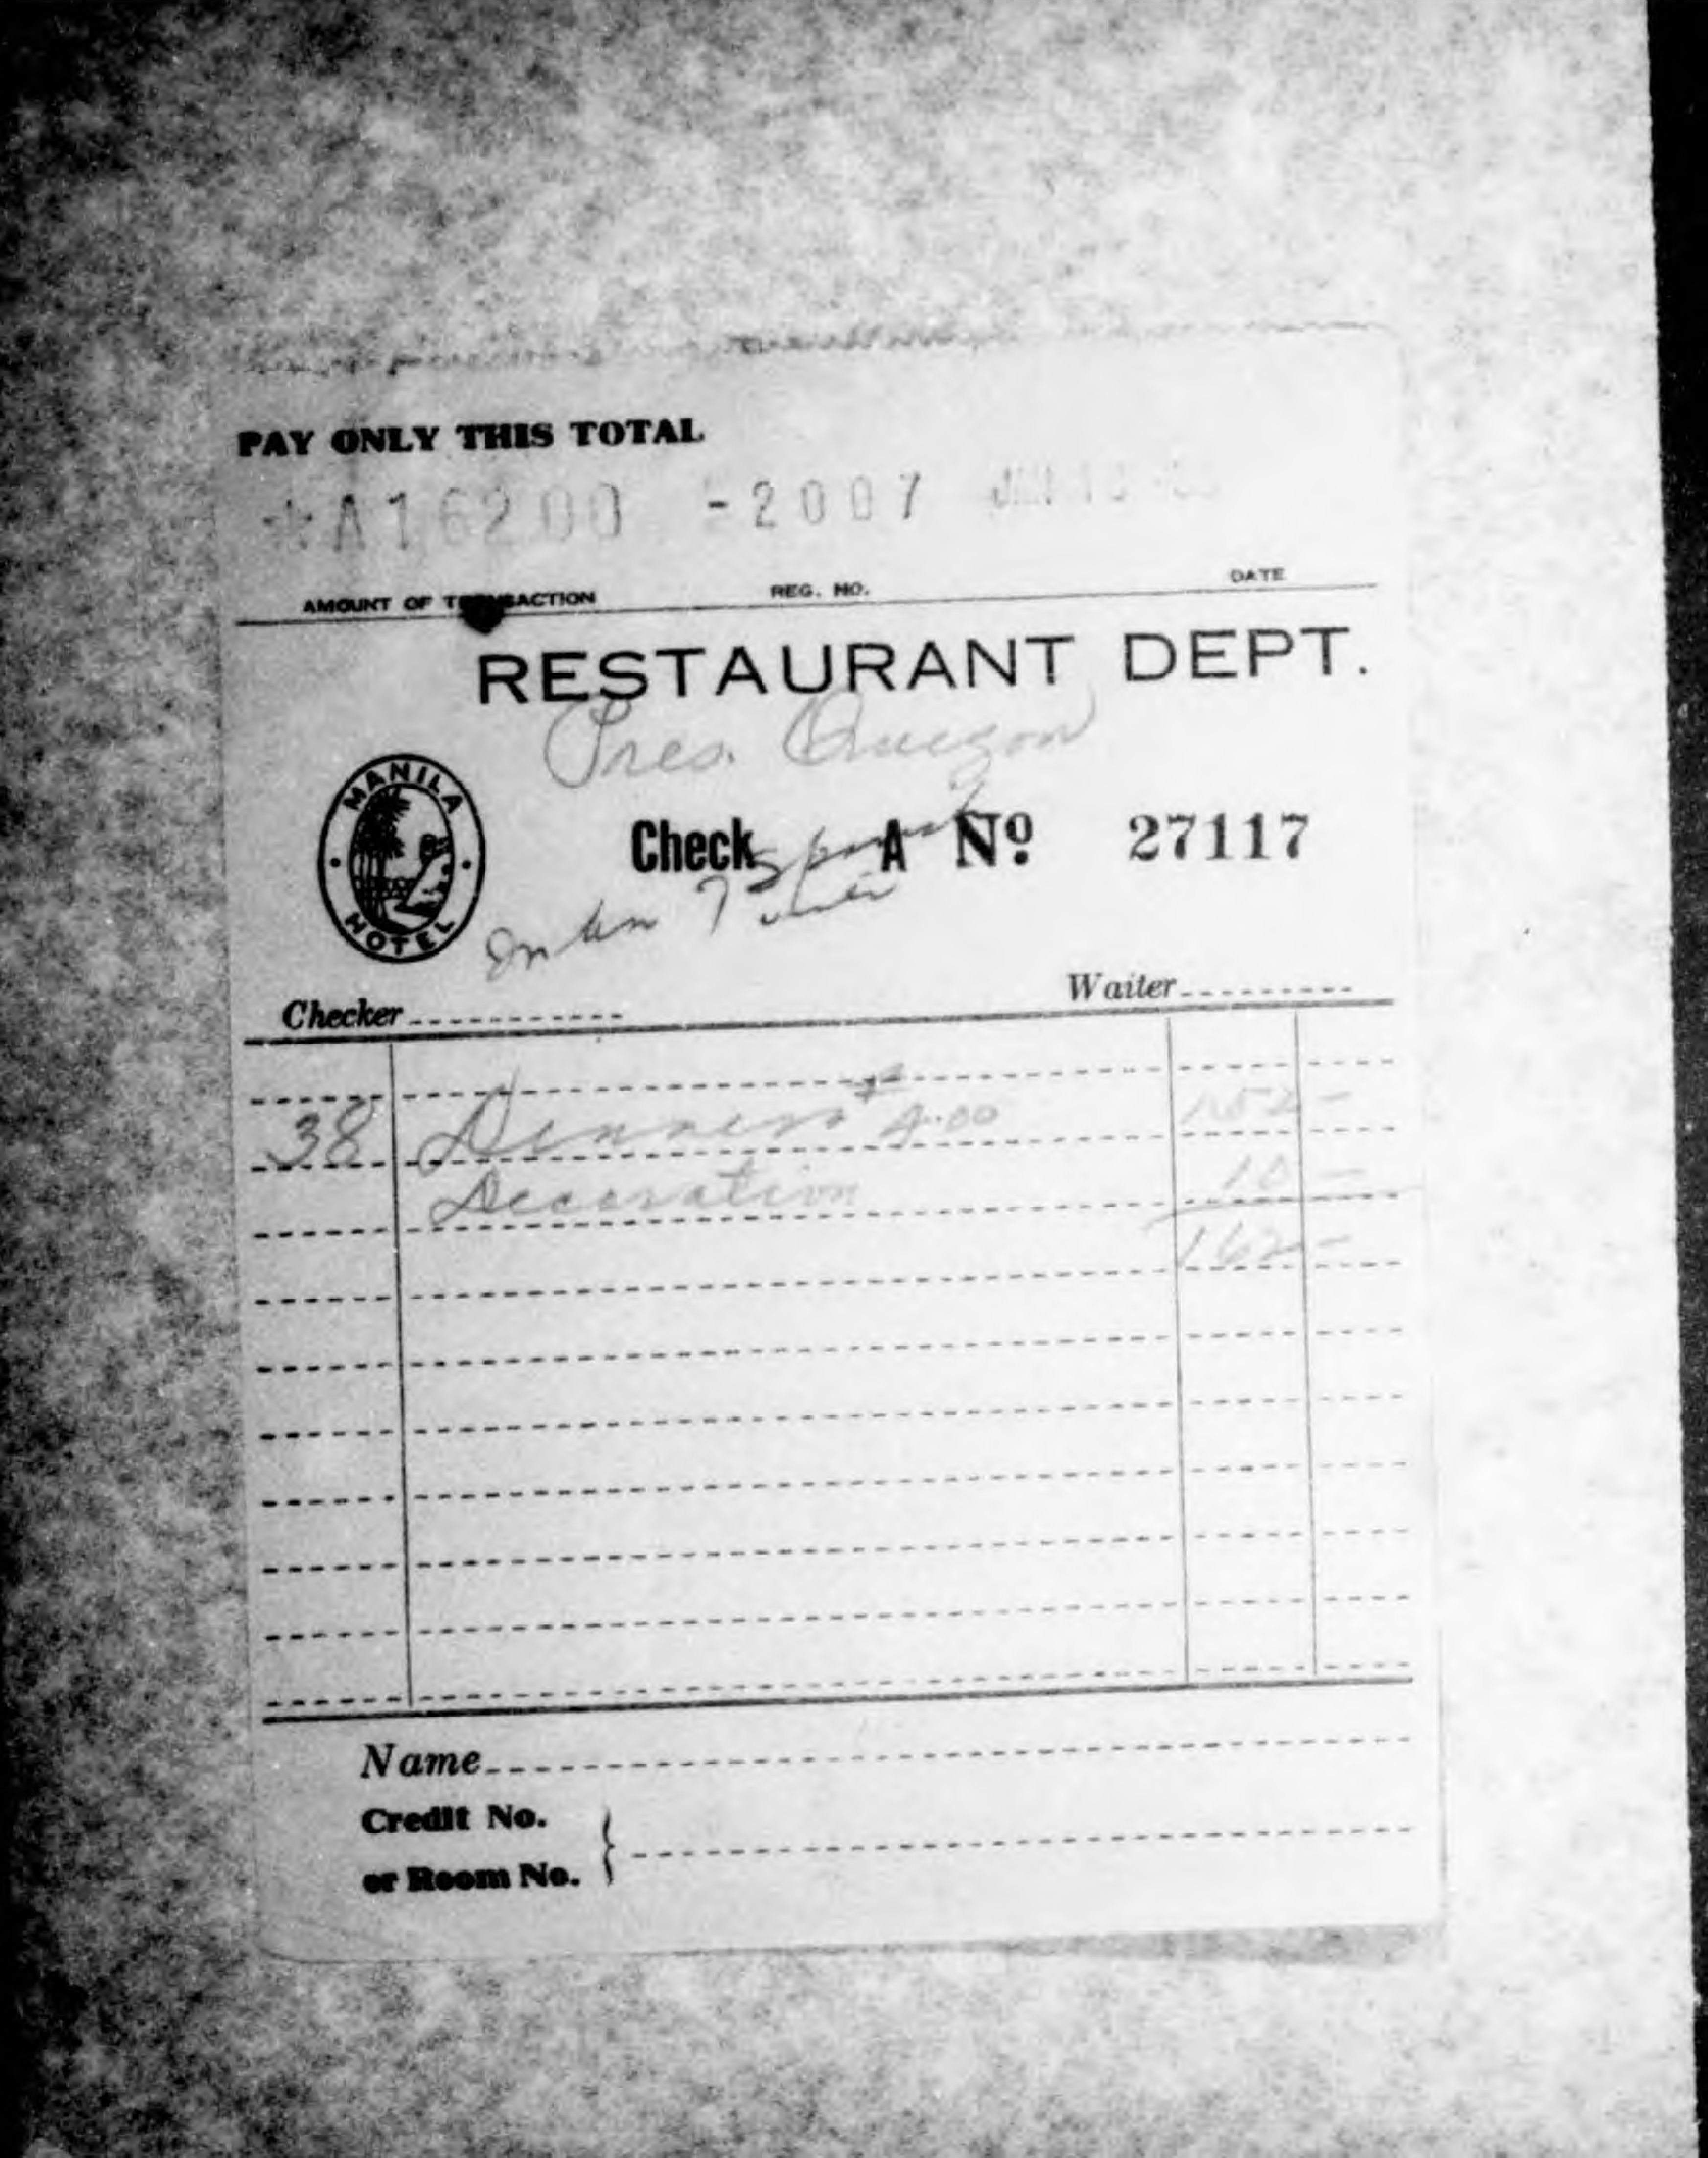 PAY ONLY THIS TOTAL
*A16200 -2007
AMOUNT OF TRANSACTION REG. NO. DATE
RESTAURANT DEPT.
Pres. Quezon
MANILA HOTEL
Check A Nº 27117
Checker Waiter
38 Dinners 4.00 152-
Decoration 10-
162-
Name
Credit No.
or Room No.